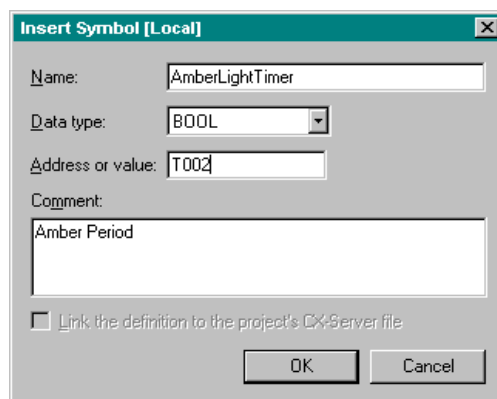 Insert Symbol [Local]
Name: AmberLightTimer
Data type: BOOL
Address or value: T002
Comment:
Amber Period
Link the definition to the project's CX-Server file
OK Cancel